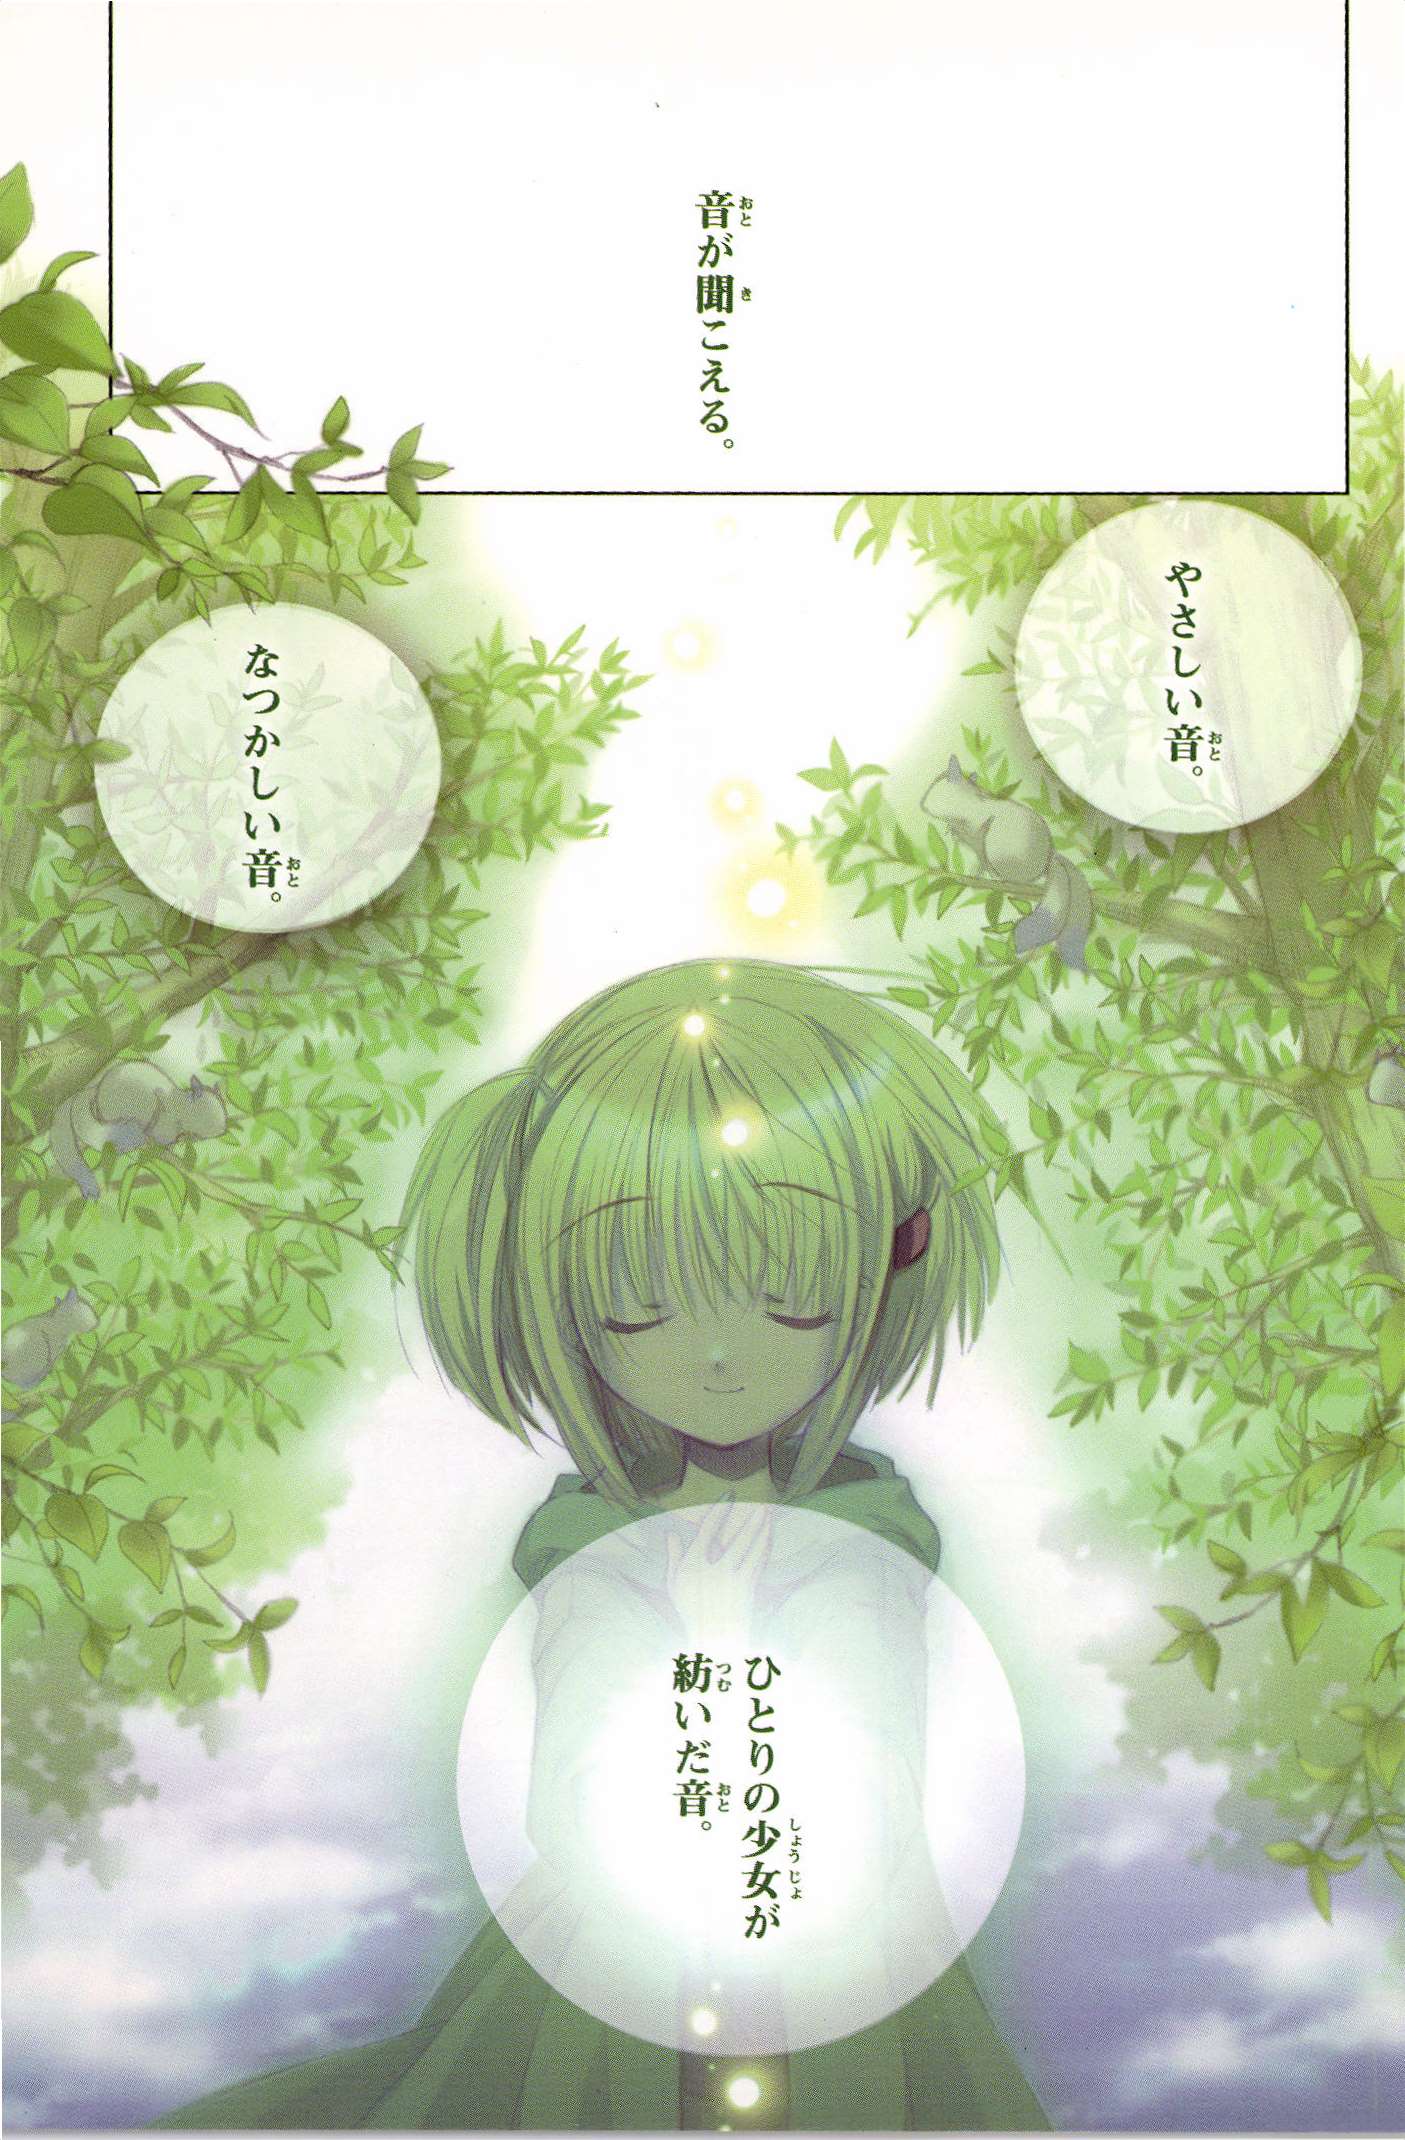 音が聞こえる。
やさしい音。
なつかしい音。
ひとりの少女が
紡いだ音。